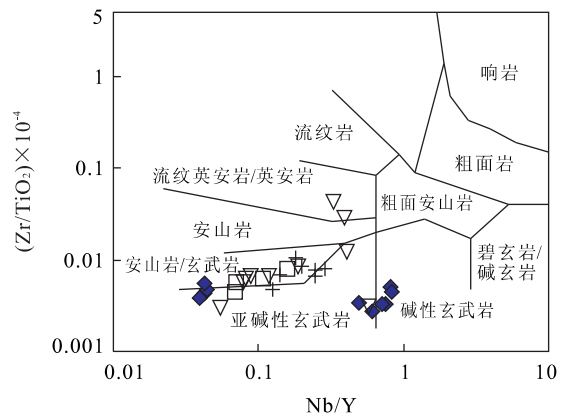 5
1
0.1
0.01
0.001
(Zr/TiO₂)×10⁻⁴
响岩
流纹岩
粗面岩
流纹英安岩/英安岩
粗面安山岩
安山岩
碧玄岩/
碱玄岩
安山岩/玄武岩
亚碱性玄武岩
碱性玄武岩
0.01
0.1
1
10
Nb/Y